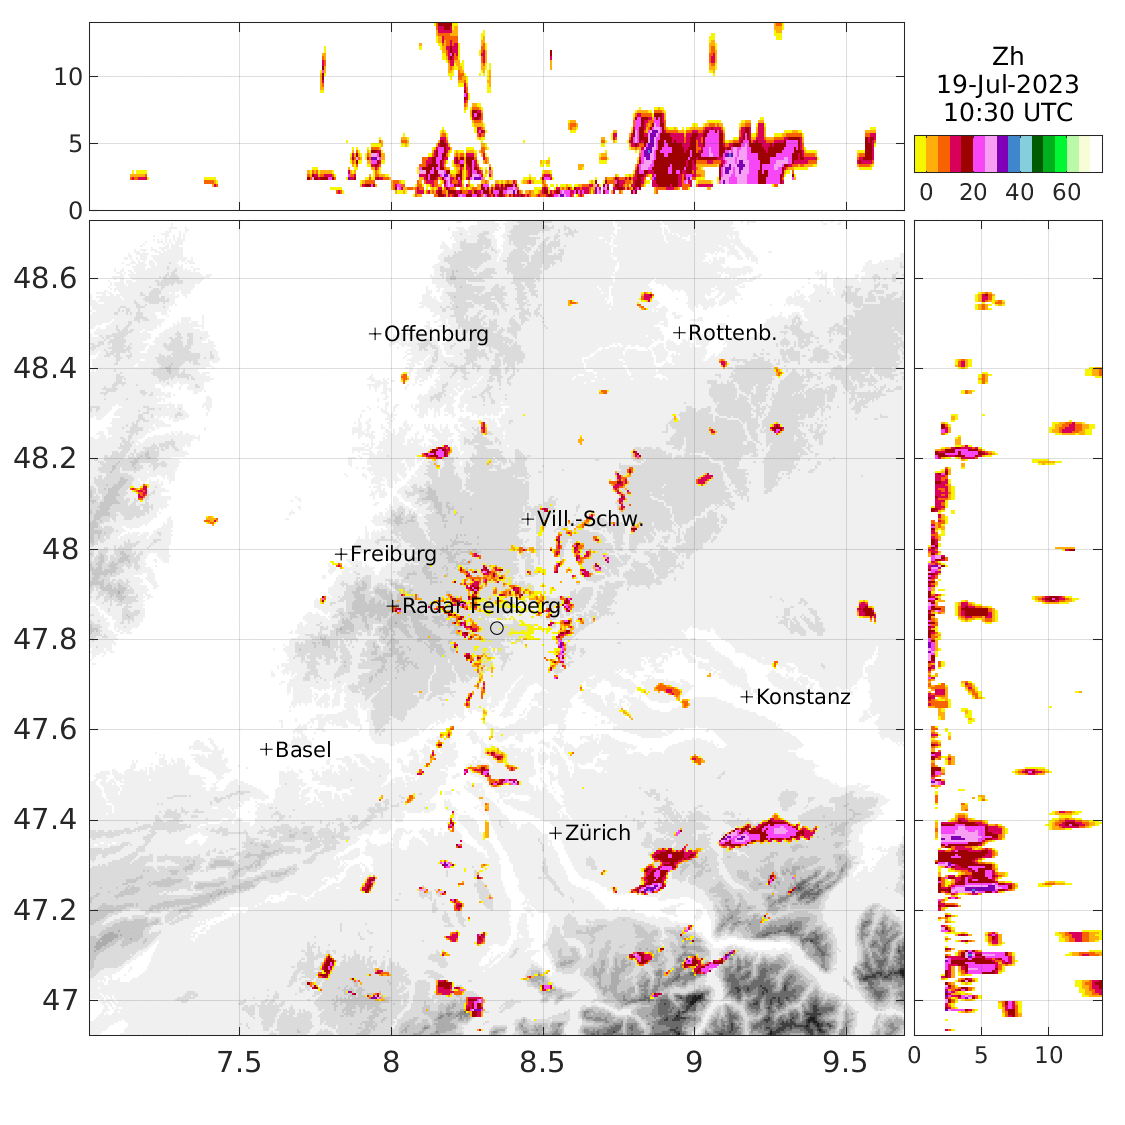 10
5
0
Zh
19-Jul-2023
10:30 UTC
0 20 40 60
48.6
48.4
48.2
48
47.8
47.6
47.4
47.2
47
+Offenburg
+Rottenb.
+Vill.-Schw.
+Freiburg
+Radar Feldberg
+Konstanz
+Basel
+Zürich
7.5 8 8.5 9 9.5
0 5 10